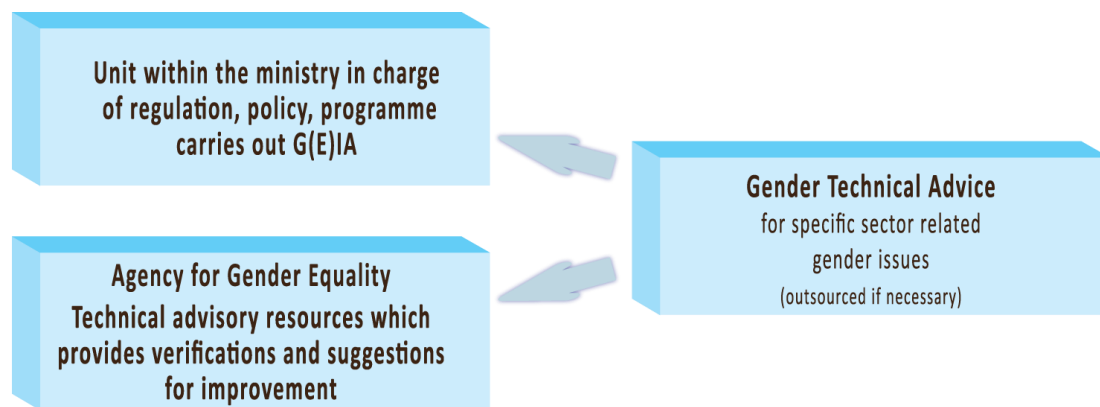 Unit within the ministry in charge
of regulation, policy, programme
carries out G(E)IA
Agency for Gender Equality
Technical advisory resources which
provides verifications and suggestions
for improvement
Gender Technical Advice
for specific sector related
gender issues
(outsourced if necessary)